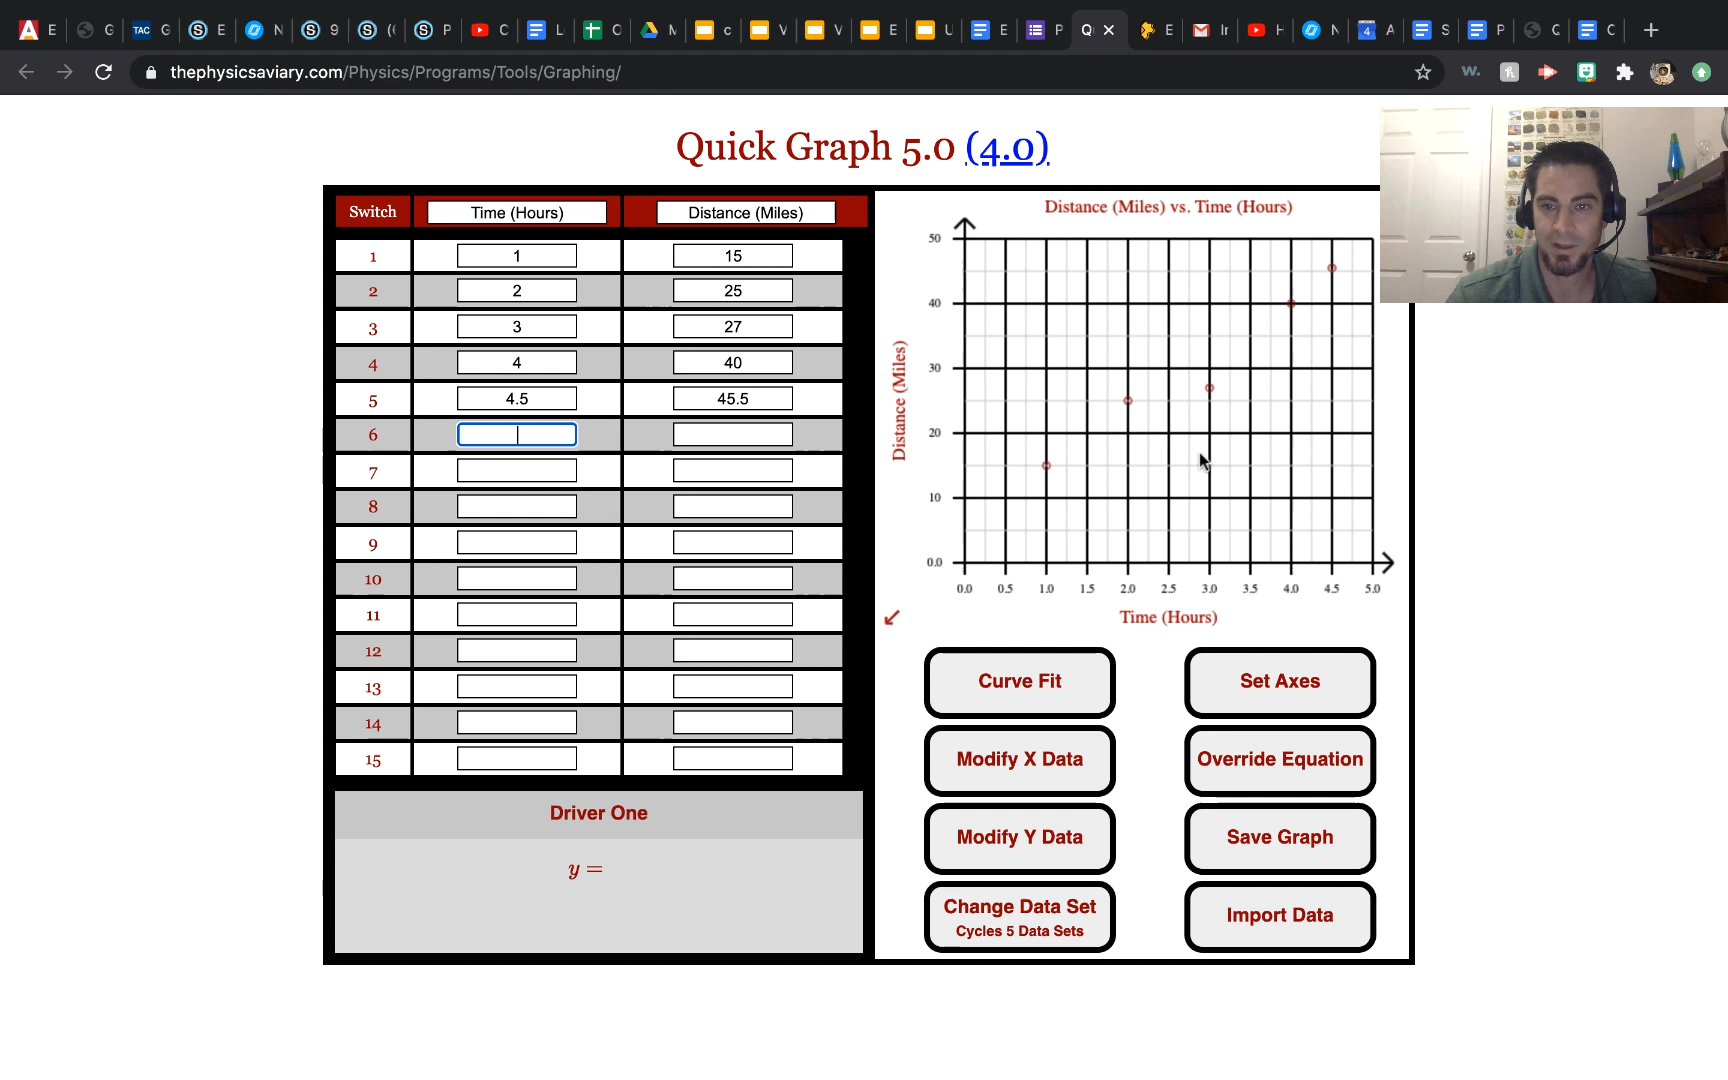 E
G
TAC
G
E
N
9
P
C
L
C
M
c
V
V
E
U
E
P
Q
E
Ir
H
N
4
A
S
P
C
C
thephysicsaviary.com/Physics/Programs/Tools/Graphing/
w.
Quick Graph 5.0 (4.0)
Switch Time (Hours) Distance (Miles)
1 1 15
2 2 25
3 3 27
4 4 40
5 4.5 45.5
6
7
8
9
10
11
12
13
14
15
Driver One
y =
Distance (Miles) vs. Time (Hours)
50
40
30
20
10
0.0
Distance (Miles)
0.0 0.5 1.0 1.5 2.0 2.5 3.0 3.5 4.0 4.5 5.0
Time (Hours)
Curve Fit
Set Axes
Modify X Data
Override Equation
Modify Y Data
Save Graph
Change Data Set
Cycles 5 Data Sets
Import Data